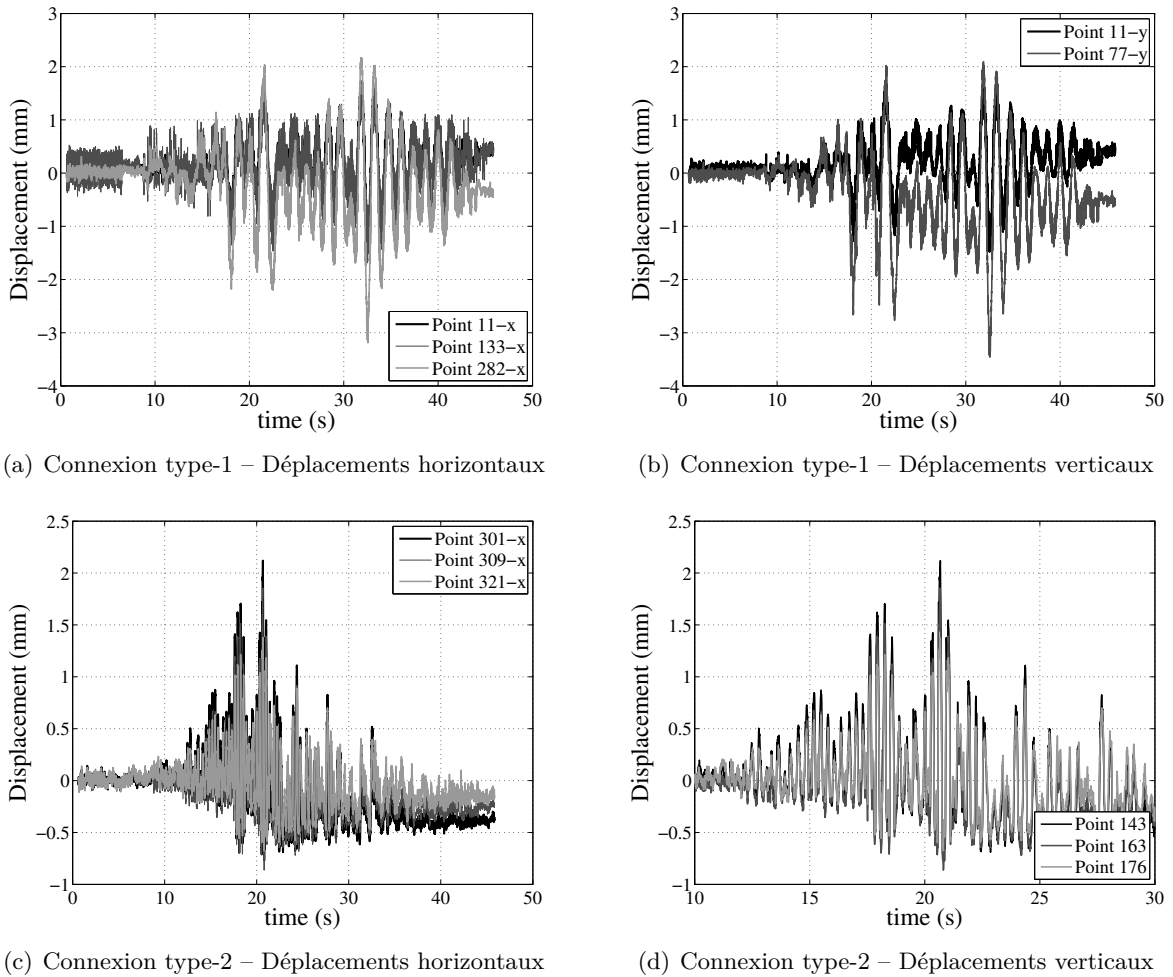 3
2
1
0
−1
−2
−3
−4
Displacement (mm)
0 10 20 30 40 50
time (s)
Point 11−x
Point 133−x
Point 282−x
(a) Connexion type-1 – Déplacements horizontaux
3
2
1
0
−1
−2
−3
−4
Displacement (mm)
0 10 20 30 40 50
time (s)
Point 11−y
Point 77−y
(b) Connexion type-1 – Déplacements verticaux
2.5
2
1.5
1
0.5
0
−0.5
−1
Displacement (mm)
0 10 20 30 40 50
time (s)
Point 301−x
Point 309−x
Point 321−x
(c) Connexion type-2 – Déplacements horizontaux
2.5
2
1.5
1
0.5
0
−0.5
−1
Displacement (mm)
10 15 20 25 30
time (s)
Point 143
Point 163
Point 176
(d) Connexion type-2 – Déplacements verticaux